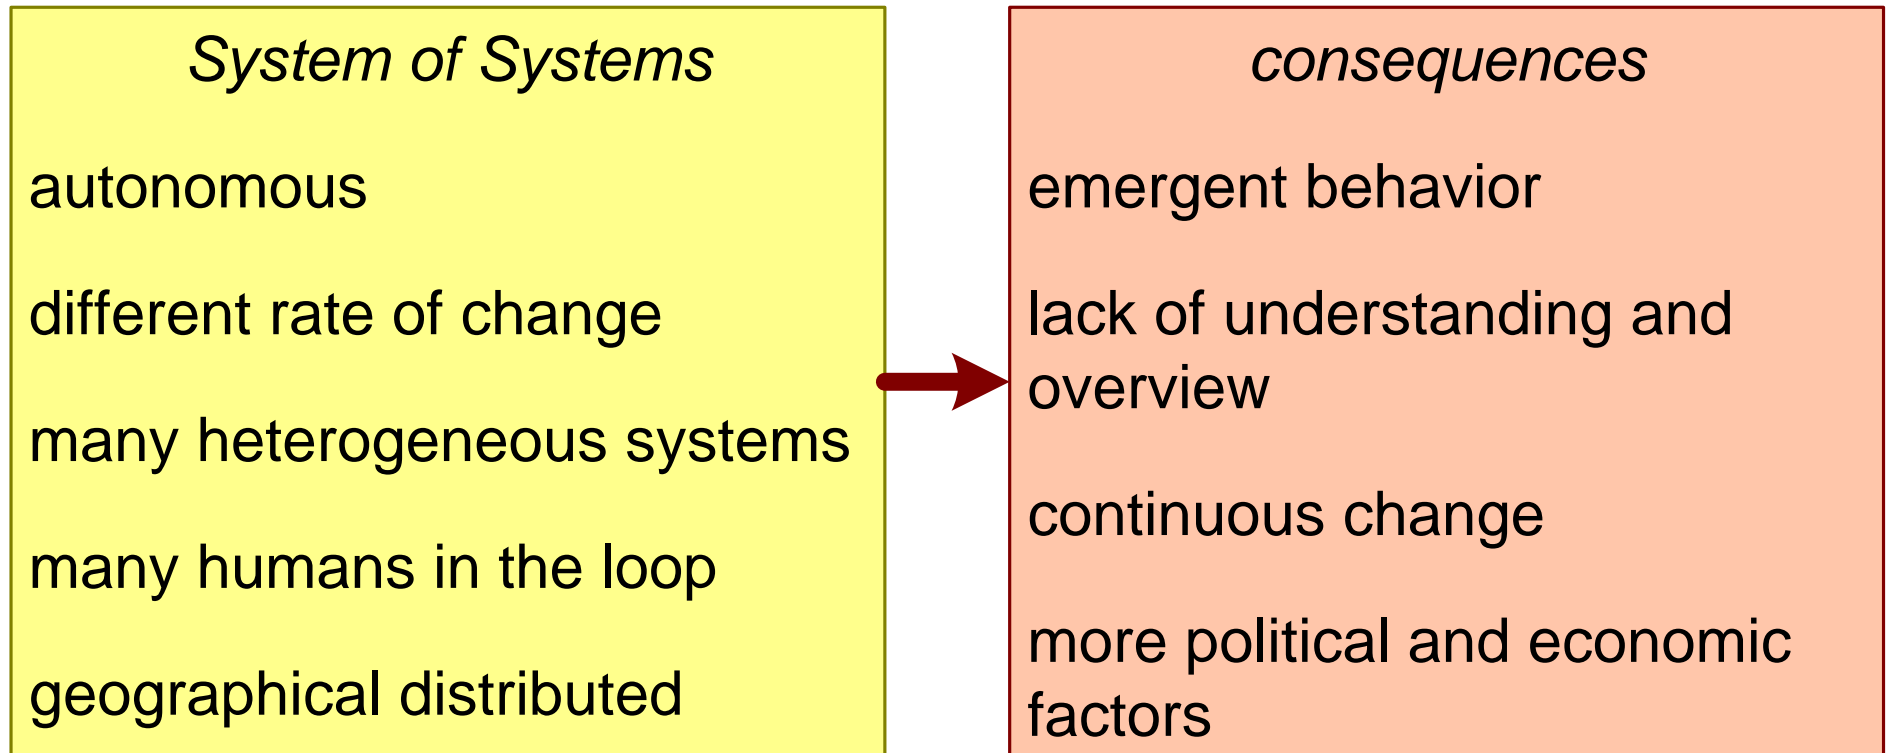 System of Systems
autonomous
different rate of change
many heterogeneous systems
many humans in the loop
geographical distributed
consequences
emergent behavior
lack of understanding and
overview
continuous change
more political and economic
factors